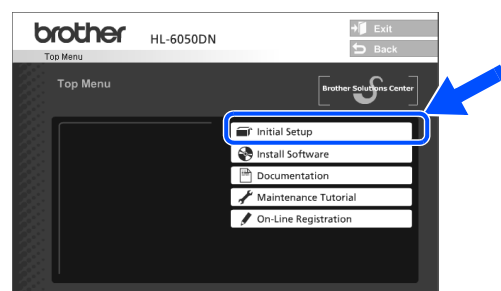 brother
HL-6050DN
Exit
Back
Top Menu
Top Menu
Brother Solutions Center
Initial Setup
Install Software
Documentation
Maintenance Tutorial
On-Line Registration